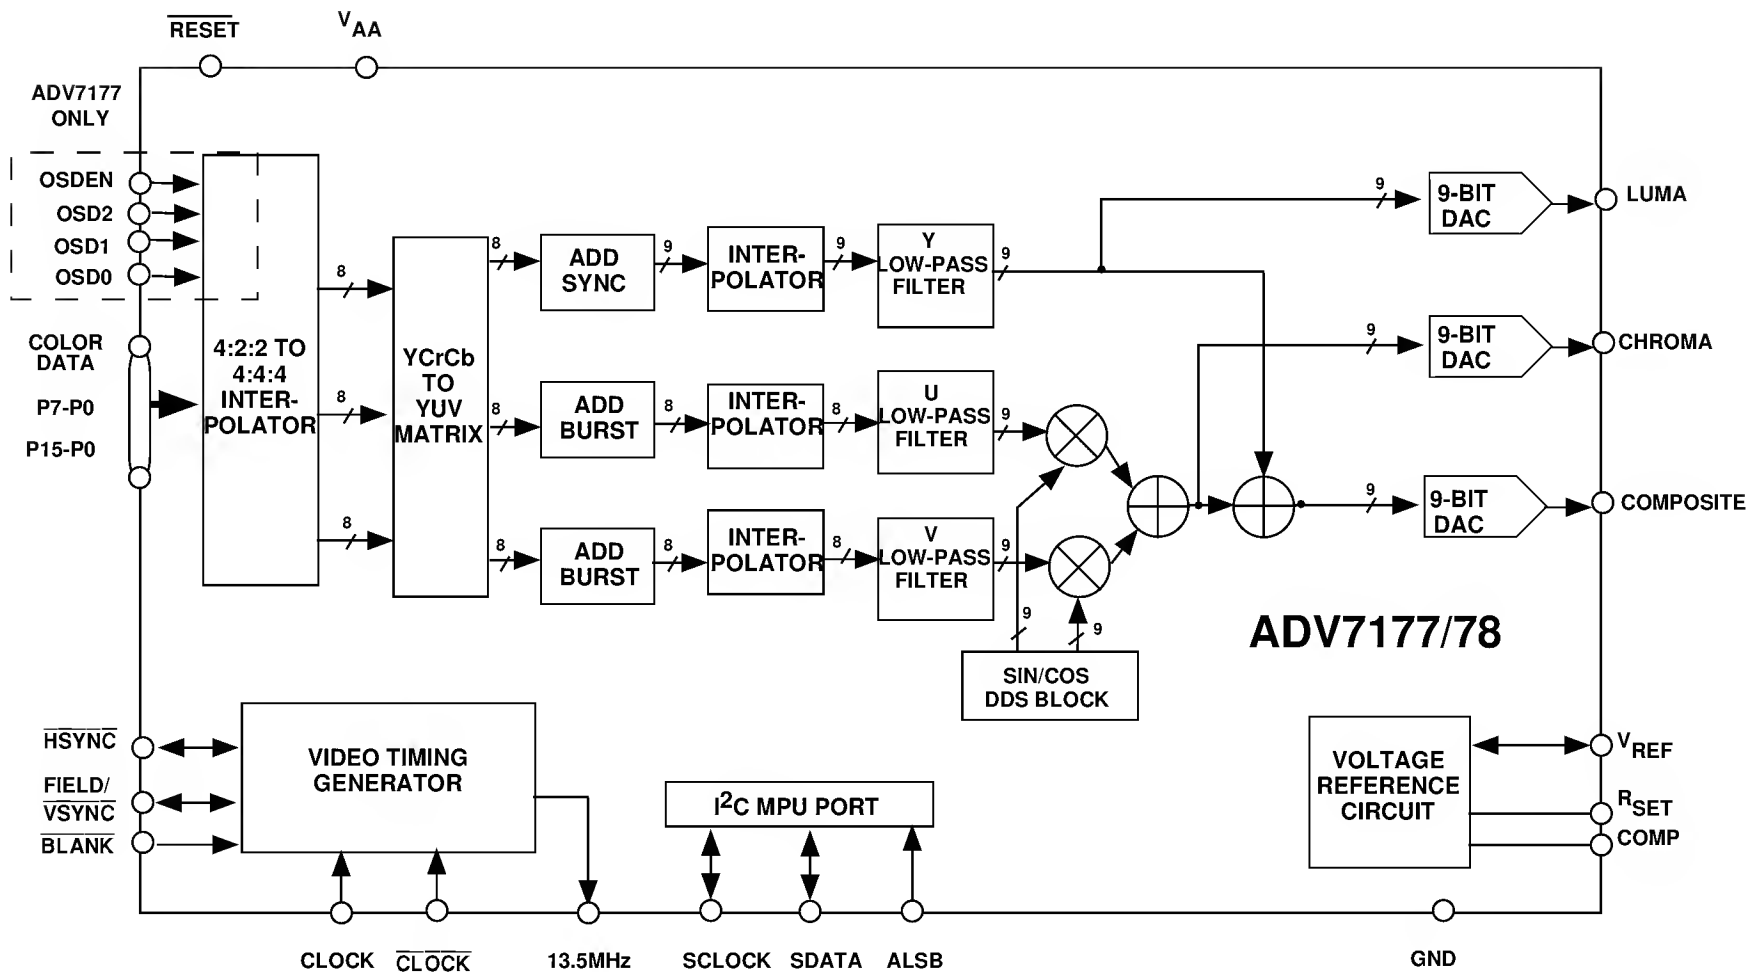 RESET
VAA
ADV7177
ONLY
OSDEN
OSD2
OSD1
OSD0
COLOR
DATA
P7-P0
P15-P0
4:2:2 TO
4:4:4
INTER-
POLATOR
8
8
8
YCrCb
TO
YUV
MATRIX
8
ADD
SYNC
9
INTER-
POLATOR
9
Y
LOW-PASS
FILTER
9
9
9-BIT
DAC
LUMA
8
ADD
BURST
8
INTER-
POLATOR
8
U
LOW-PASS
FILTER
9
9
9-BIT
DAC
CHROMA
8
ADD
BURST
8
INTER-
POLATOR
8
V
LOW-PASS
FILTER
9
9
9-BIT
DAC
COMPOSITE
9
9
SIN/COS
DDS BLOCK
ADV7177/78
HSYNC
FIELD/
VSYNC
BLANK
VIDEO TIMING
GENERATOR
I2C MPU PORT
VOLTAGE
REFERENCE
CIRCUIT
VREF
RSET
COMP
CLOCK
CLOCK
13.5MHz
SCLOCK
SDATA
ALSB
GND